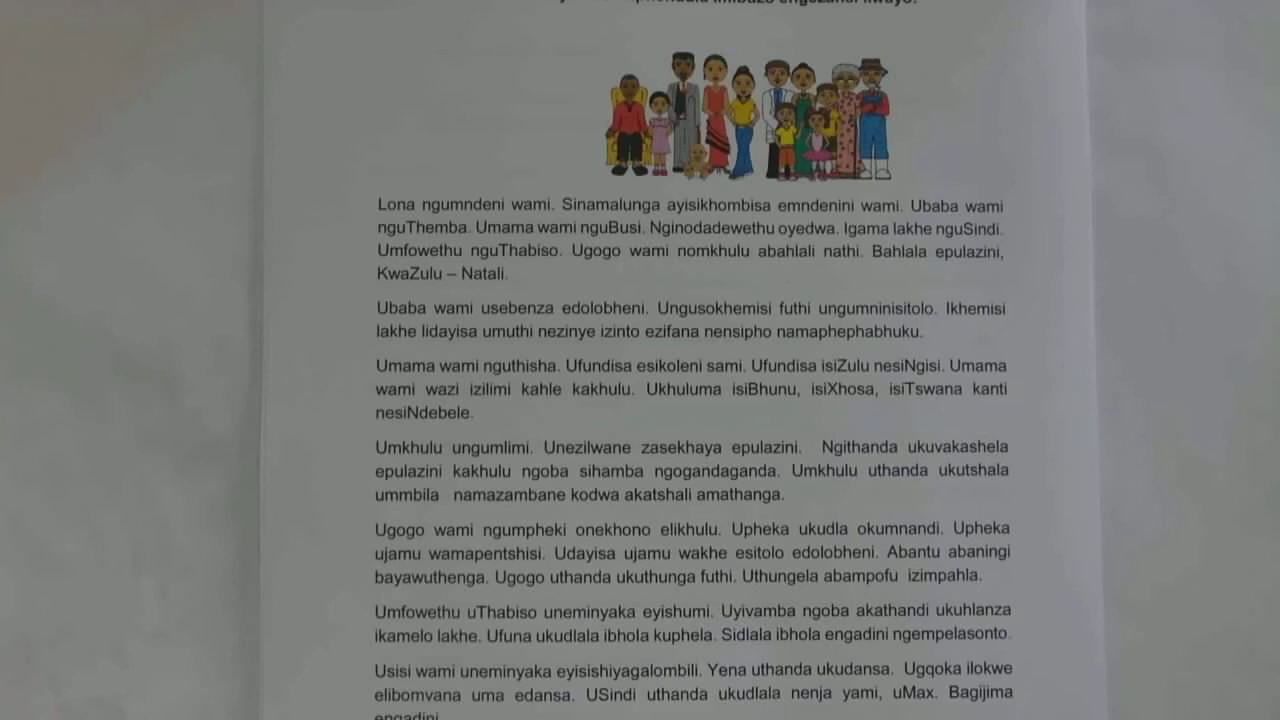 imibuzo engezansi
Lona ngumndeni wami. Sinamalunga ayisikhombisa emndenini wami. Ubaba wami
nguThemba. Umama wami nguBusi. Nginodadewethu oyedwa. Igama lakhe nguSindi.
Umfowethu nguThabiso. Ugogo wami nomkhulu abahlali nathi. Bahlala epulazini,
KwaZulu – Natali.
Ubaba wami usebenza edolobheni. Ungusokhemisi futhi ungumninisitolo. Ikhemisi
lakhe lidayisa umuthi nezinye izinto ezifana nensipho namaphephabhuku.
Umama wami nguthisha. Ufundisa esikoleni sami. Ufundisa isiZulu nesiNgisi. Umama
wami wazi izilimi kahle kakhulu. Ukhuluma isiBhunu, isiXhosa, isiTswana kanti
nesiNdebele.
Umkhulu ungumlimi. Unezilwane zasekhaya epulazini. Ngithanda ukuvakashela
epulazini kakhulu ngoba sihamba ngogandaganda. Umkhulu uthanda ukutshala
ummbila namazambane kodwa akatshali amathanga.
Ugogo wami ngumpheki onekhono elikhulu. Upheka ukudla okumnandi. Upheka
ujamu wamapentshisi. Udayisa ujamu wakhe esitolo edolobheni. Abantu abaningi
bayawuthenga. Ugogo uthanda ukuthunga futhi. Uthungela abampofu izimpahla.
Umfowethu uThabiso uneminyaka eyishumi. Uyivamba ngoba akathandi ukuhlanza
ikamelo lakhe. Ufuna ukudlala ibhola kuphela. Sidlala ibhola engadini ngempelasonto.
Usisi wami uneminyaka eyisishiyagalombili. Yena uthanda ukudansa. Ugqoka ilokwe
elibomvana uma edansa. USindi uthanda ukudlala nenja yami, uMax. Bagijima
engadini